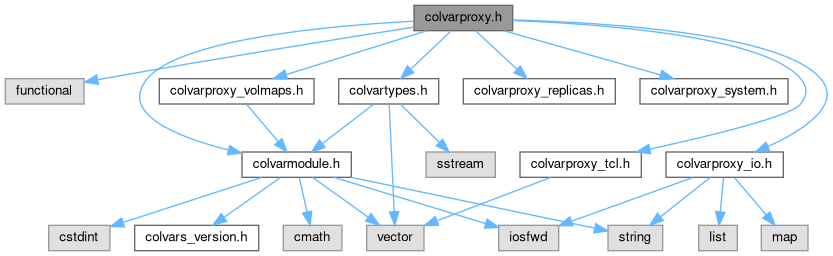 colvarproxy.h
functional
colvarproxy_volmaps.h
colvartypes.h
colvarproxy_replicas.h
colvarproxy_system.h
colvarmodule.h
sstream
colvarproxy_tcl.h
colvarproxy_io.h
cstdint
colvars_version.h
cmath
vector
iosfwd
string
list
map